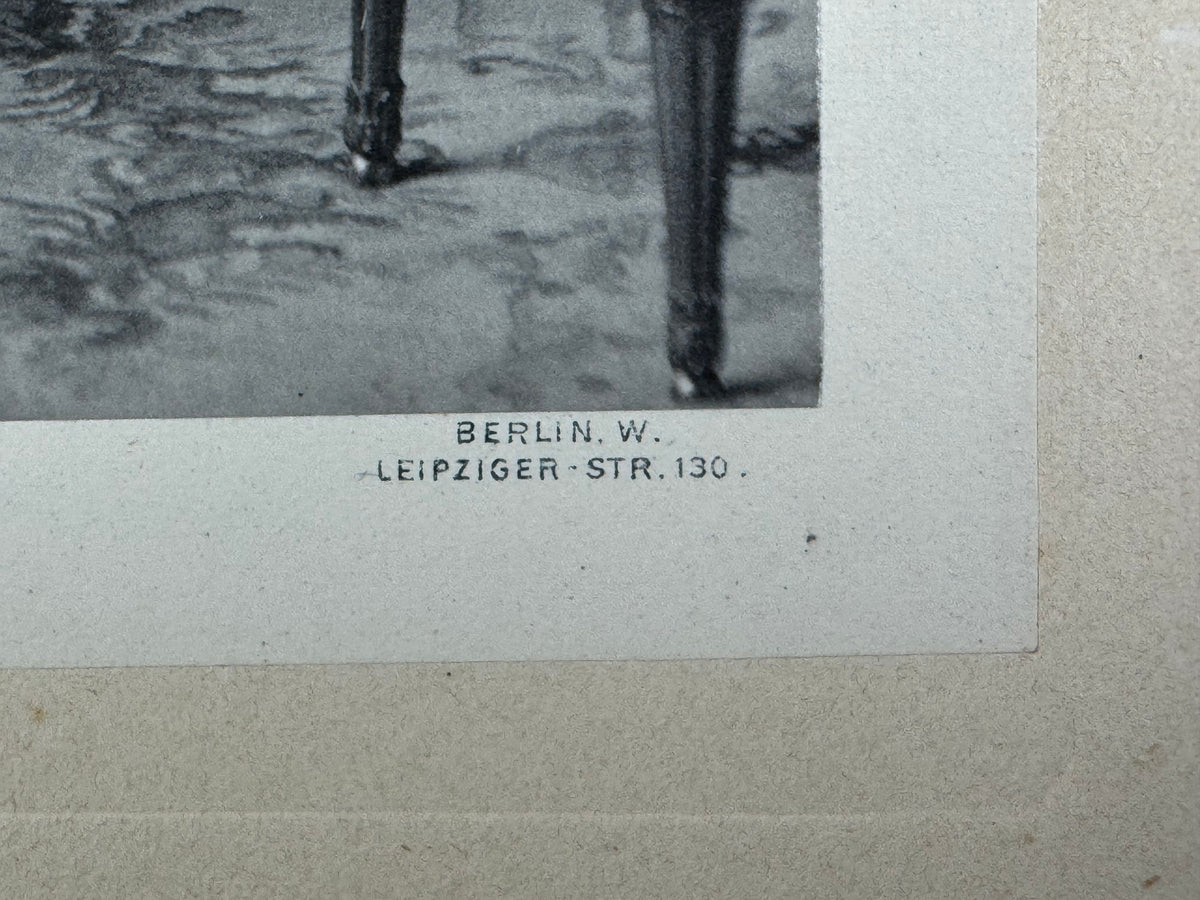 BERLIN. W.
LEIPZIGER-STR. 130.